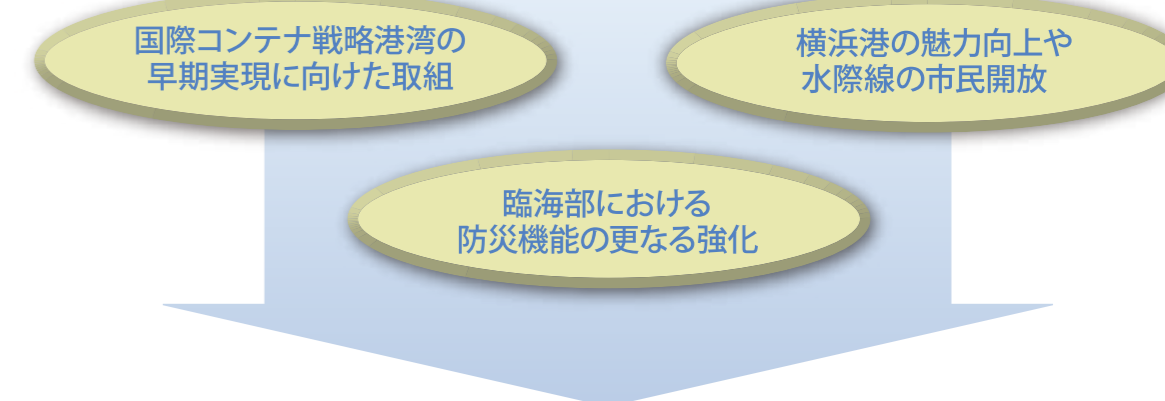 国際コンテナ戦略港湾の
早期実現に向けた取組
横浜港の魅力向上や
水際線の市民開放
臨海部における
防災機能の更なる強化